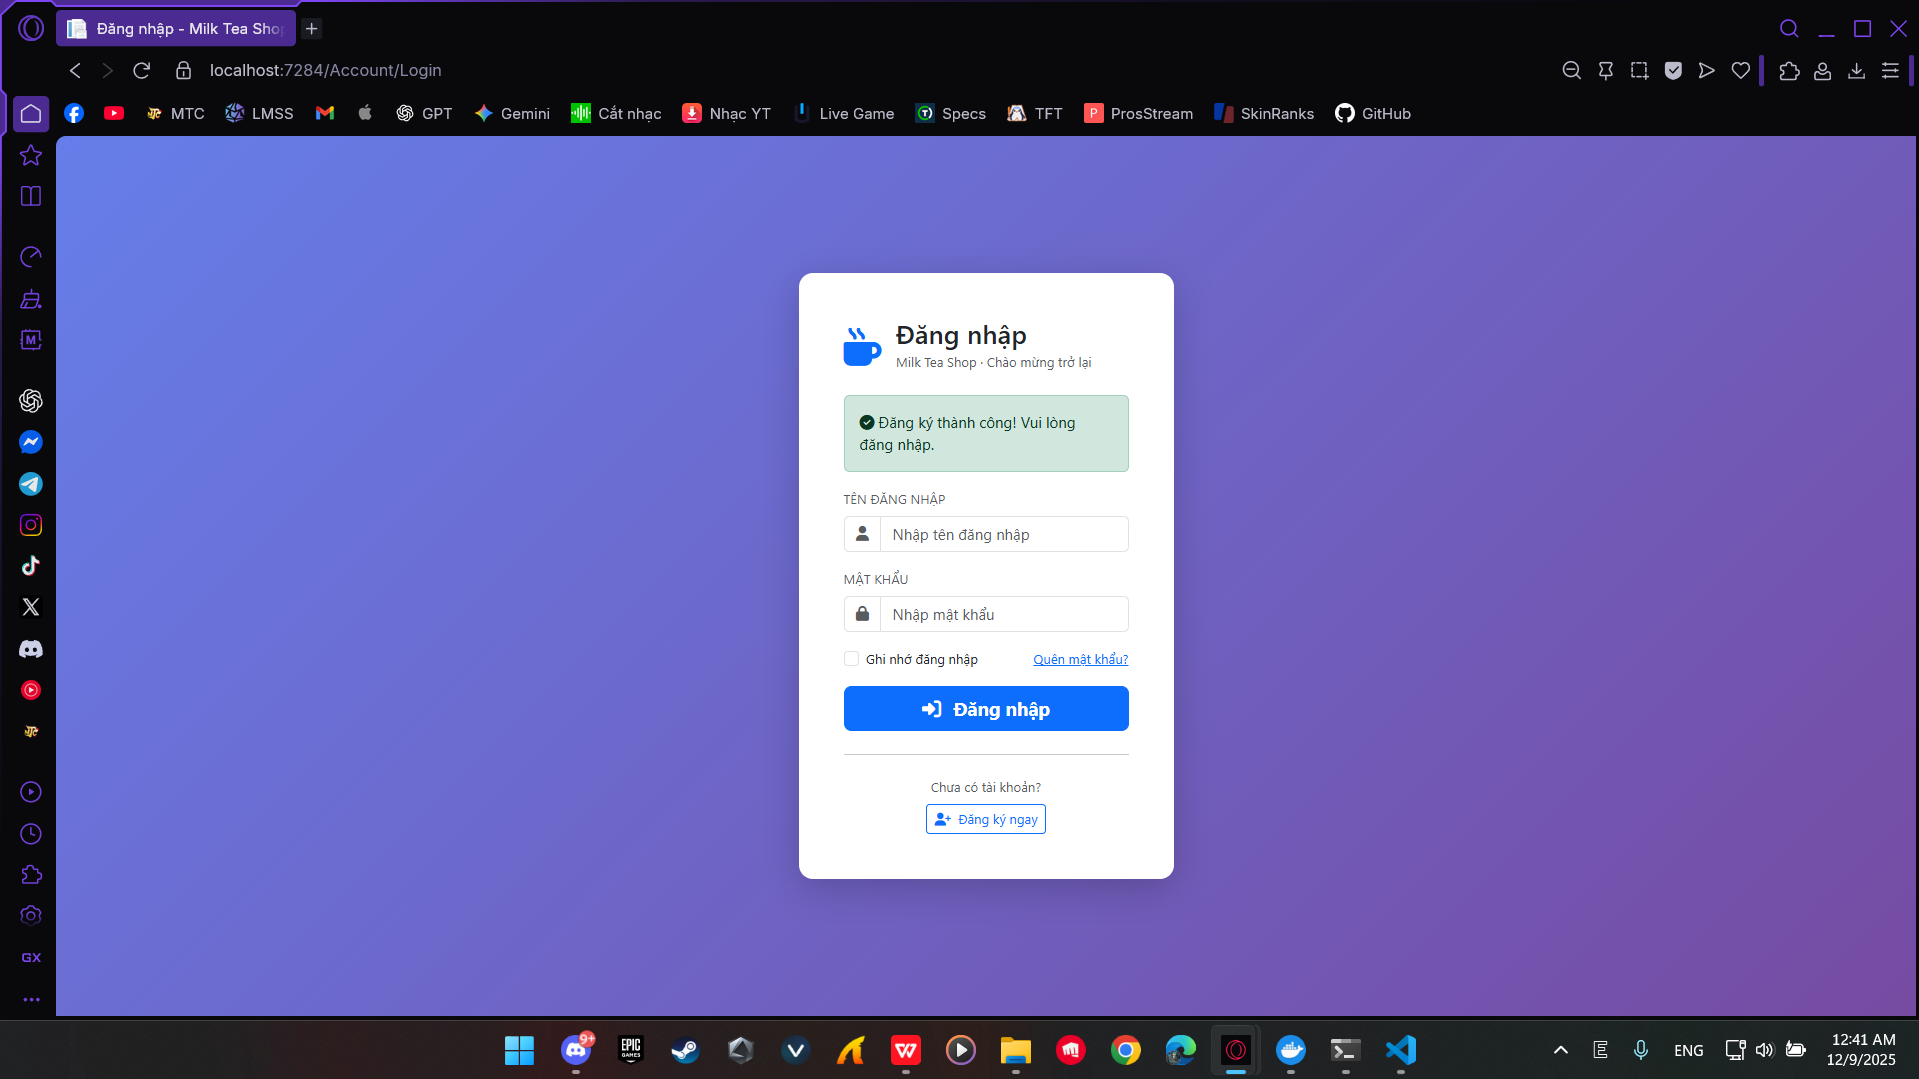 Đăng nhập - Milk Tea Sho
localhost:7284/Account/Login
MTC
LMSS
GPT
Gemini
Cắt nhạc
Nhạc YT
Live Game
Specs
TFT
P
ProsStream
SkinRanks
GitHub
M
Đăng nhập
Milk Tea Shop · Chào mừng trở lại
Đăng ký thành công! Vui lòng
đăng nhập.
TÊN ĐĂNG NHẬP
Nhập tên đăng nhập
MẬT KHẨU
Nhập mật khẩu
Ghi nhớ đăng nhập
Quên mật khẩu?
Đăng nhập
Chưa có tài khoản?
Đăng ký ngay
GX
9+
EPIC
GAMES
E
ENG
12:41 AM
12/9/2025